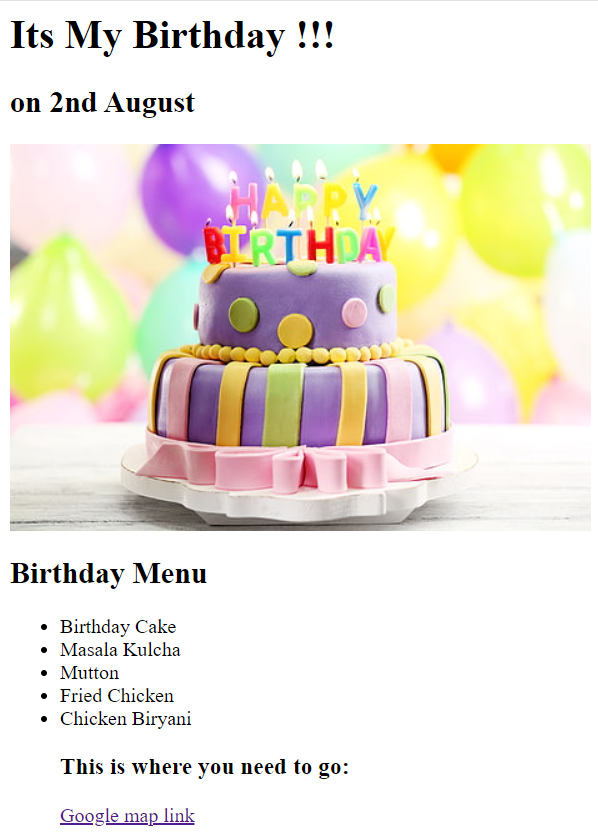 Its My Birthday !!!
on 2nd August
HAPPY
BIRTHDAY
Birthday Menu
Birthday Cake
Masala Kulcha
Mutton
Fried Chicken
Chicken Biryani
This is where you need to go:
Google map link